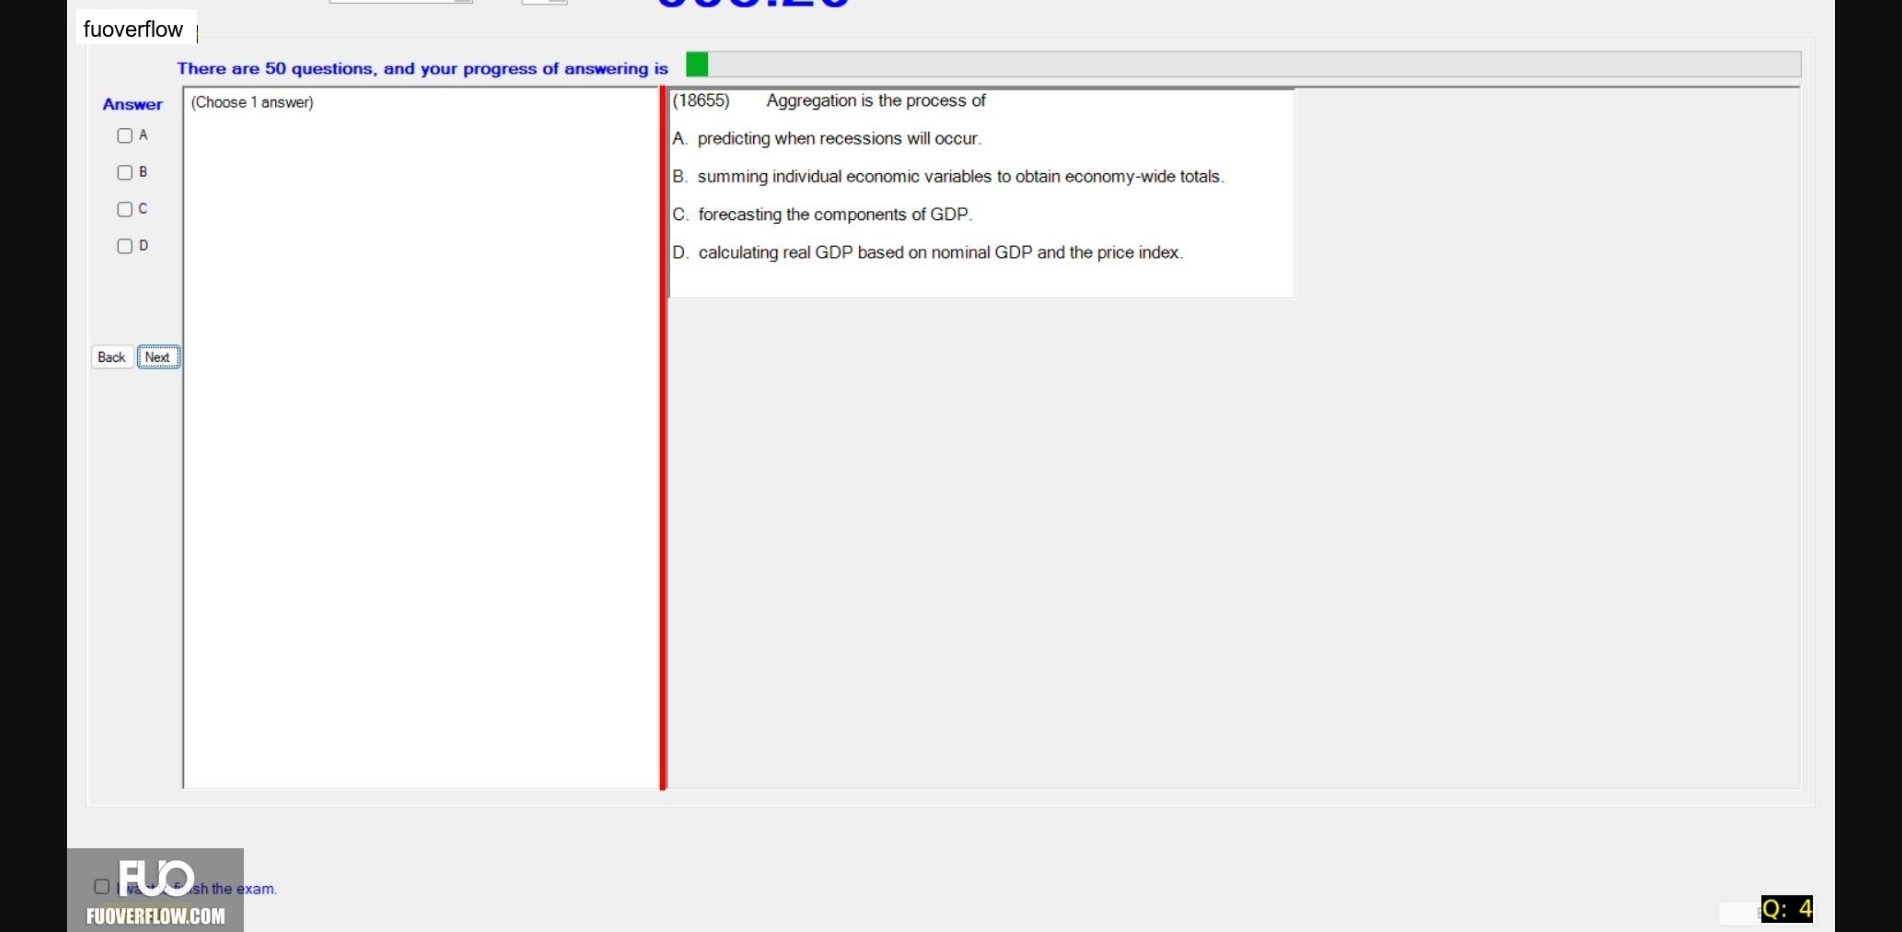 fuoverflow
There are 50 questions, and your progress of answering is
Answer
(Choose 1 answer)
A
B
C
D
Back Next
(18655) Aggregation is the process of
A. predicting when recessions will occur.
B. summing individual economic variables to obtain economy-wide totals.
C. forecasting the components of GDP.
D. calculating real GDP based on nominal GDP and the price index.
FUO
the exam.
FUOVERFLOW.COM
Q: 4